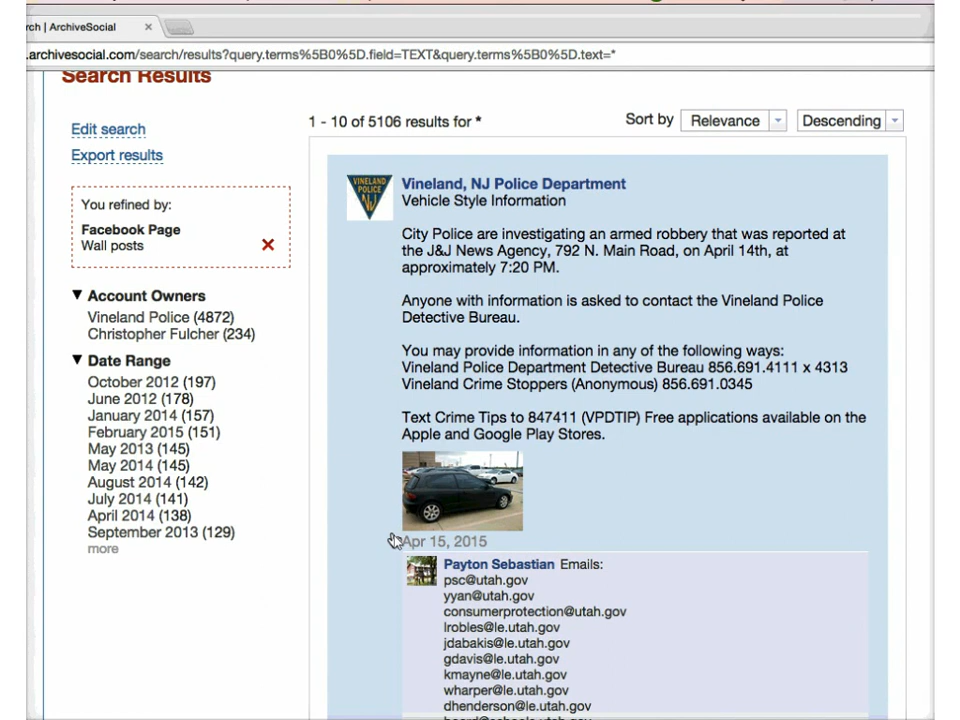 rch | ArchiveSocial ×
.archivesocial.com/search/results?query.terms%5B0%5D.field=TEXT&query.terms%5B0%5D.text=*
Search Results
Edit search
Export results
You refined by:
Facebook Page
Wall posts
Account Owners
Vineland Police (4872)
Christopher Fulcher (234)
Date Range
October 2012 (197)
June 2012 (178)
January 2014 (157)
February 2015 (151)
May 2013 (145)
May 2014 (145)
August 2014 (142)
July 2014 (141)
April 2014 (138)
September 2013 (129)
more
1 - 10 of 5106 results for *
Sort by Relevance Descending
VINELAND
POLICE
NJ
Vineland, NJ Police Department
Vehicle Style Information
City Police are investigating an armed robbery that was reported at
the J&J News Agency, 792 N. Main Road, on April 14th, at
approximately 7:20 PM.
Anyone with information is asked to contact the Vineland Police
Detective Bureau.
You may provide information in any of the following ways:
Vineland Police Department Detective Bureau 856.691.4111 x 4313
Vineland Crime Stoppers (Anonymous) 856.691.0345
Text Crime Tips to 847411 (VPDTIP) Free applications available on the
Apple and Google Play Stores.
Apr 15, 2015
Payton Sebastian Emails:
psc@utah.gov
yyan@utah.gov
consumerprotection@utah.gov
lrobles@le.utah.gov
jdabakis@le.utah.gov
gdavis@le.utah.gov
kmayne@le.utah.gov
wharper@le.utah.gov
dhenderson@le.utah.gov